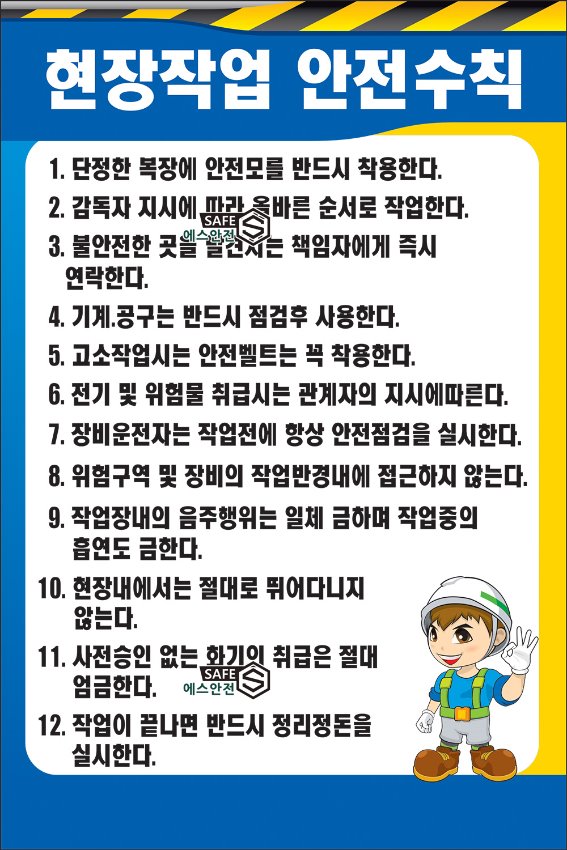 현장작업 안전수칙
1. 단정한 복장에 안전모를 반드시 착용한다.
2. 감독자 지시에 따라 올바른 순서로 작업한다.
SAFE S
에스안전
3. 불안전한 곳을 발견시는 책임자에게 즉시
연락한다.
4. 기계.공구는 반드시 점검후 사용한다.
5. 고소작업시는 안전벨트는 꼭 착용한다.
6. 전기 및 위험물 취급시는 관계자의 지시에따른다.
7. 장비운전자는 작업전에 항상 안전점검을 실시한다.
8. 위험구역 및 장비의 작업반경내에 접근하지 않는다.
9. 작업장내의 음주행위는 일체 금하며 작업중의
흡연도 금한다.
10. 현장내에서는 절대로 뛰어다니지
않는다.
11. 사전승인 없는 화기의 취급은 절대
엄금한다.
SAFE S
에스안전
12. 작업이 끝나면 반드시 정리정돈을
실시한다.